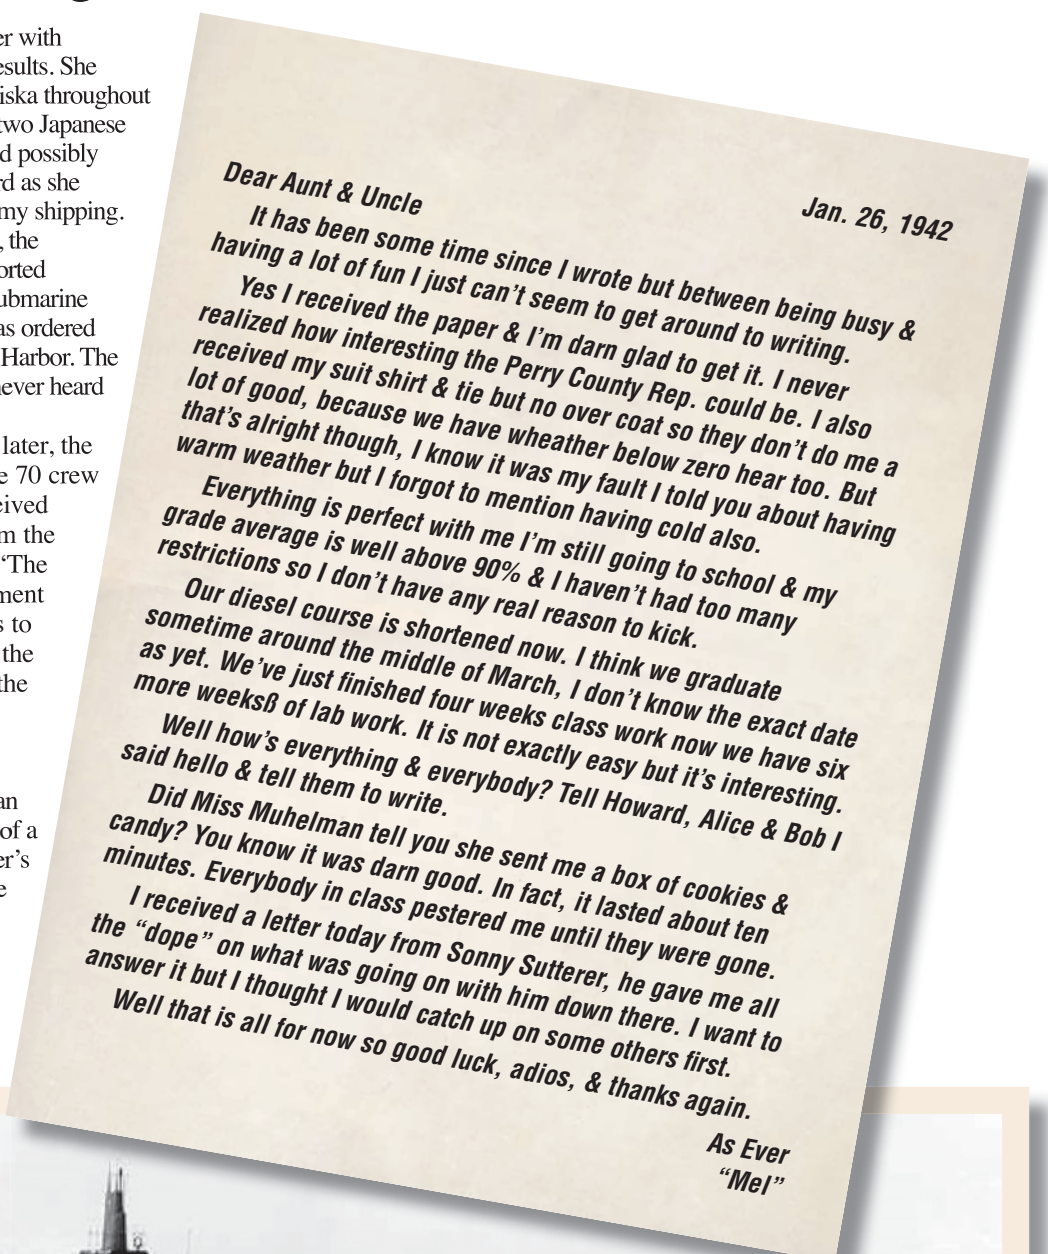 er with
esults. She
iska throughout
two Japanese
d possibly
rd as she
my shipping.
, the
orted
ubmarine
as ordered
Harbor. The
never heard
later, the
e 70 crew
eived
m the
“The
ment
s to
the
the
an
of a
er’s
e
Dear Aunt & Uncle
Jan. 26, 1942
It has been some time since I wrote but between being busy &
having a lot of fun I just can’t seem to get around to writing.
Yes I received the paper & I’m darn glad to get it. I never
realized how interesting the Perry County Rep. could be. I also
received my suit shirt & tie but no over coat so they don’t do me a
lot of good, because we have wheather below zero hear too. But
that’s alright though, I know it was my fault I told you about having
warm weather but I forgot to mention having cold also.
Everything is perfect with me I’m still going to school & my
grade average is well above 90% & I haven’t had too many
restrictions so I don’t have any real reason to kick.
Our diesel course is shortened now. I think we graduate
sometime around the middle of March, I don’t know the exact date
as yet. We’ve just finished four weeks class work now we have six
more weeksß of lab work. It is not exactly easy but it’s interesting.
Well how’s everything & everybody? Tell Howard, Alice & Bob I
said hello & tell them to write.
Did Miss Muhelman tell you she sent me a box of cookies &
candy? You know it was darn good. In fact, it lasted about ten
minutes. Everybody in class pestered me until they were gone.
I received a letter today from Sonny Sutterer, he gave me all
the “dope” on what was going on with him down there. I want to
answer it but I thought I would catch up on some others first.
Well that is all for now so good luck, adios, & thanks again.
As Ever
“Mel”